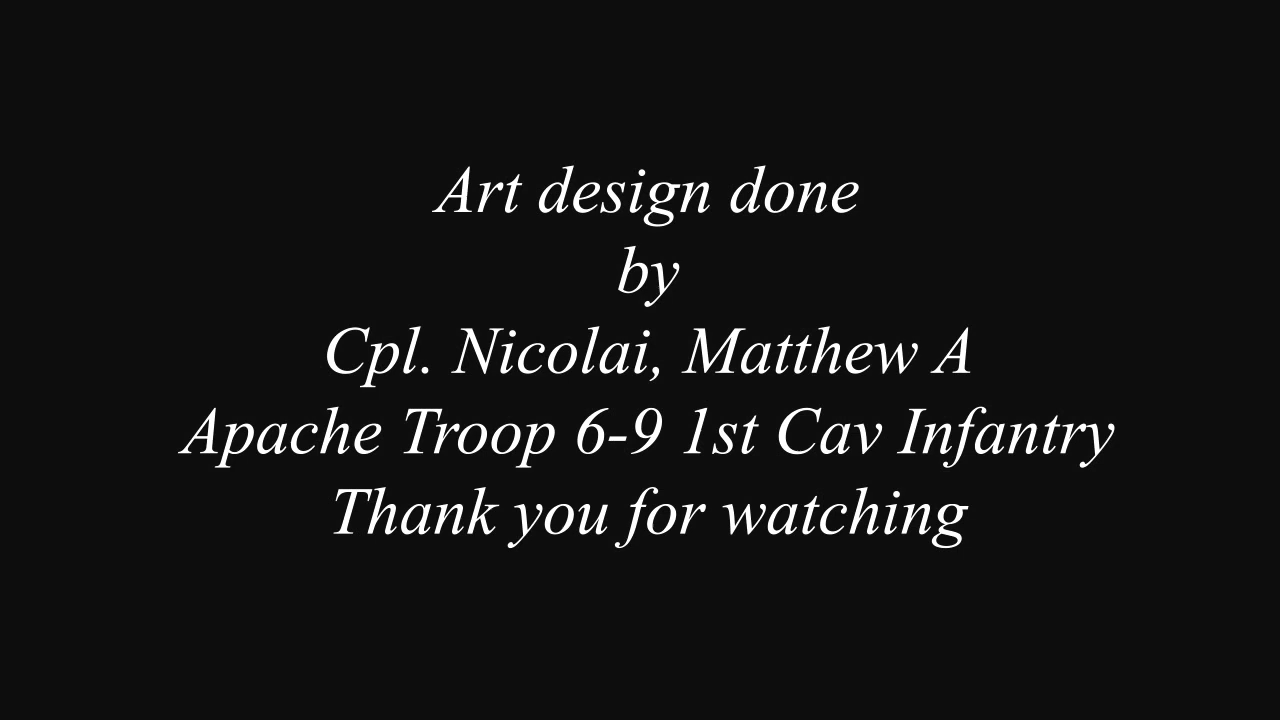 Art design done
by
Cpl. Nicolai, Matthew A
Apache Troop 6-9 1st Cav Infantry
Thank you for watching